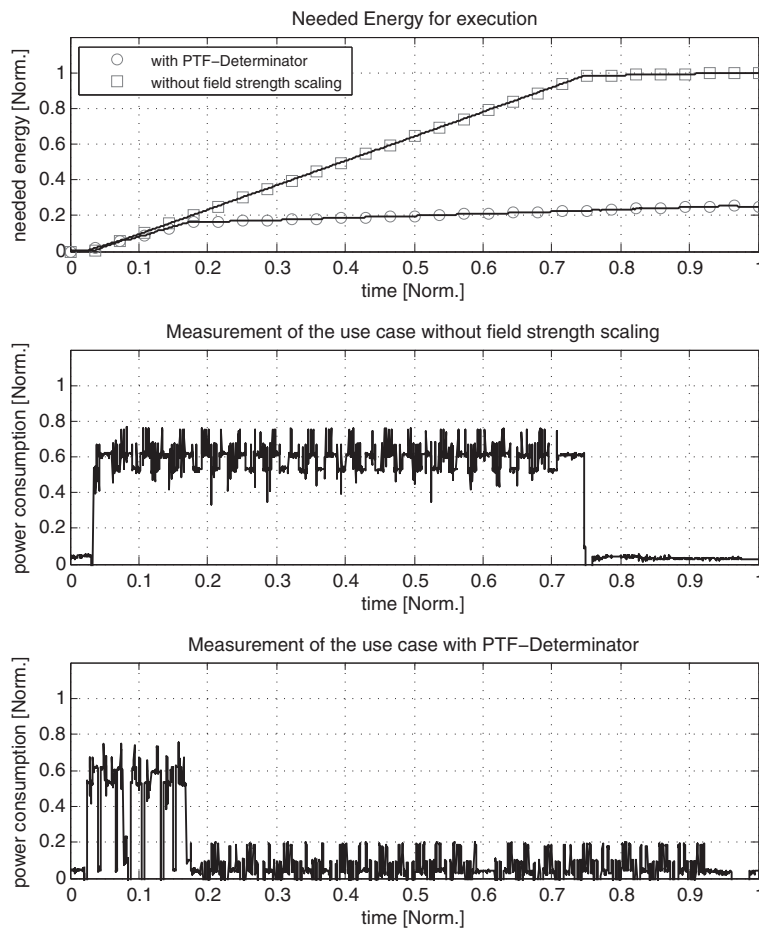 Needed Energy for execution
needed energy [Norm.]
1
0.8
0.6
0.4
0.2
0
with PTF−Determinator
without field strength scaling
0 0.1 0.2 0.3 0.4 0.5 0.6 0.7 0.8 0.9 1
time [Norm.]
Measurement of the use case without field strength scaling
power consumption [Norm.]
1
0.8
0.6
0.4
0.2
0
0 0.1 0.2 0.3 0.4 0.5 0.6 0.7 0.8 0.9 1
time [Norm.]
Measurement of the use case with PTF−Determinator
power consumption [Norm.]
1
0.8
0.6
0.4
0.2
0
0 0.1 0.2 0.3 0.4 0.5 0.6 0.7 0.8 0.9 1
time [Norm.]